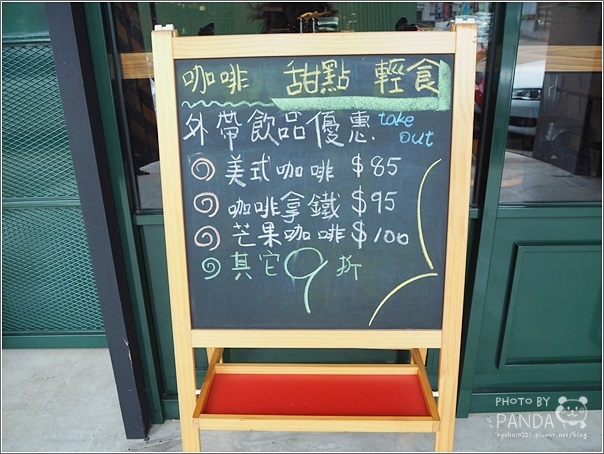 咖啡 甜點 輕食
外帶飲品優惠 take out
美式咖啡 $85
咖啡拿鐵 $95
芒果咖啡 $100
其它9折
PHOTO BY
PANDA